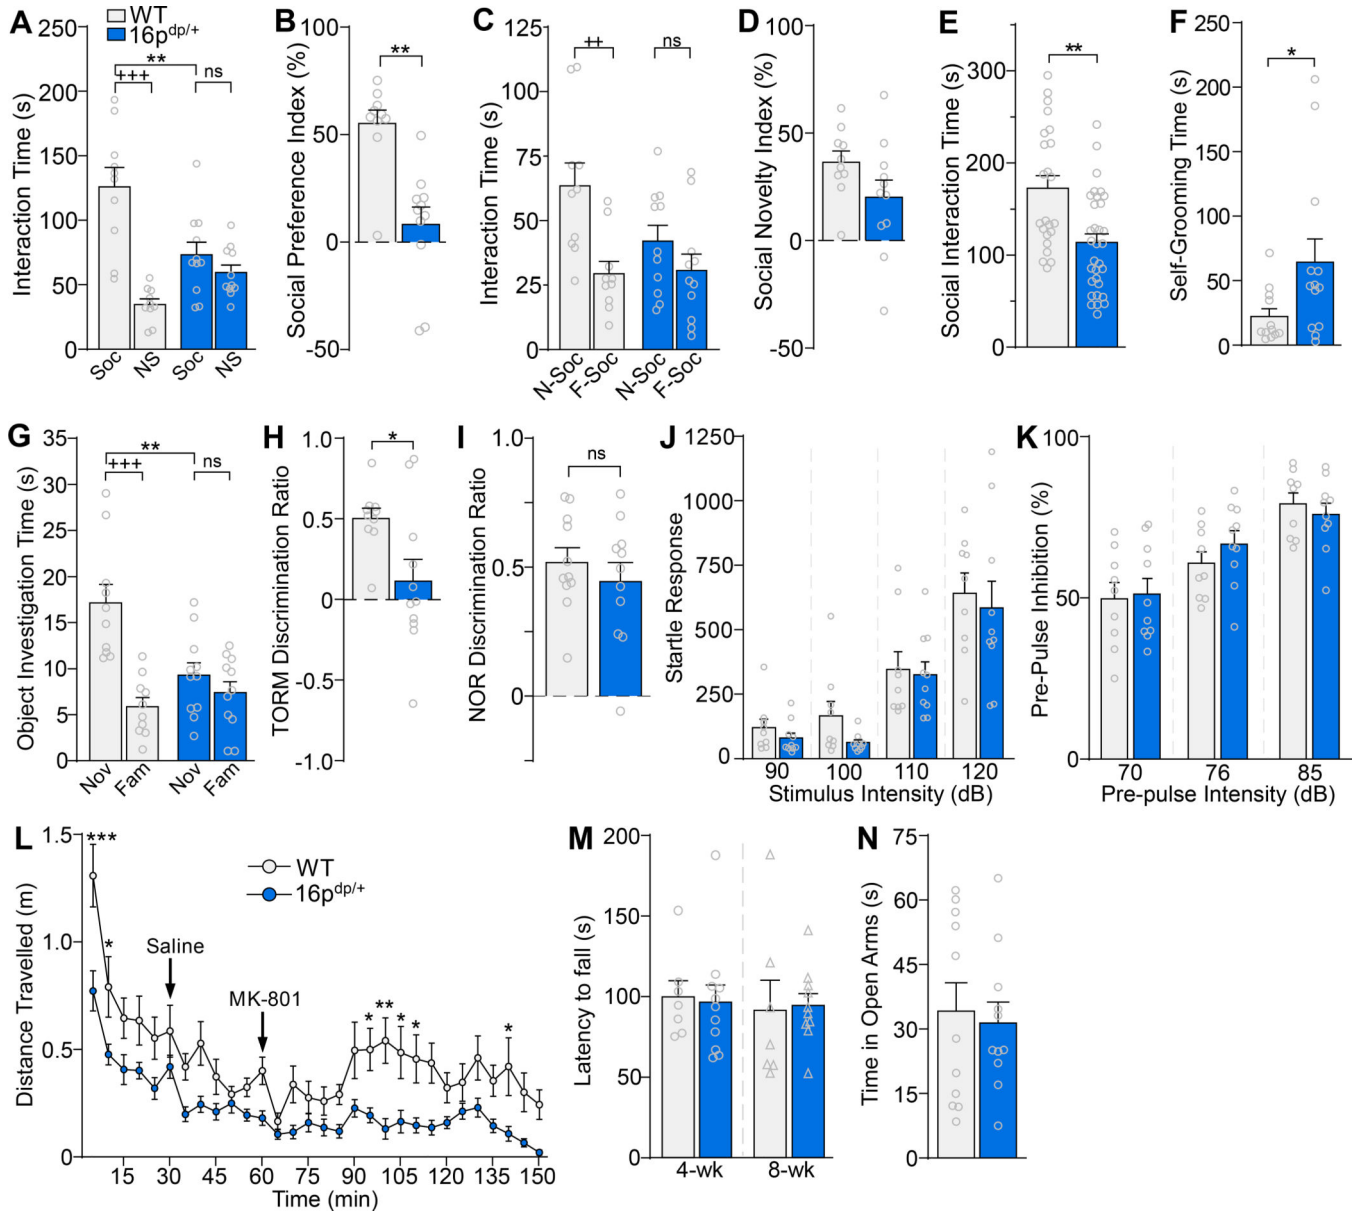 WT
16p^dp/+
A
Interaction Time (s)
250
200
150
100
50
0
**
+++
ns
Soc
NS
Soc
NS
B
Social Preference Index (%)
100
50
0
-50
**
C
Interaction Time (s)
125
100
75
50
25
0
++
ns
N-Soc
F-Soc
N-Soc
F-Soc
D
Social Novelty Index (%)
100
50
0
-50
E
Social Interaction Time (s)
300
200
100
0
**
F
Self-Grooming Time (s)
250
200
150
100
50
0
*
G
Object Investigation Time (s)
35
30
25
20
15
10
5
0
**
+++
ns
Nov
Fam
Nov
Fam
H
TORM Discrimination Ratio
1.0
0.5
0
-0.5
-1.0
*
I
NOR Discrimination Ratio
1.0
0.5
0
ns
J
Startle Response
1250
1000
750
500
250
0
90
100
110
120
Stimulus Intensity (dB)
K
Pre-Pulse Inhibition (%)
100
50
0
70
76
85
Pre-pulse Intensity (dB)
L
Distance Travelled (m)
1.5
1.0
0.5
0
***
*
Saline
MK-801
WT
16p^dp/+
*
**
*
*
*
15
30
45
60
75
90
105
120
135
150
Time (min)
M
Latency to fall (s)
200
150
100
50
0
4-wk
8-wk
N
Time in Open Arms (s)
75
60
45
30
15
0